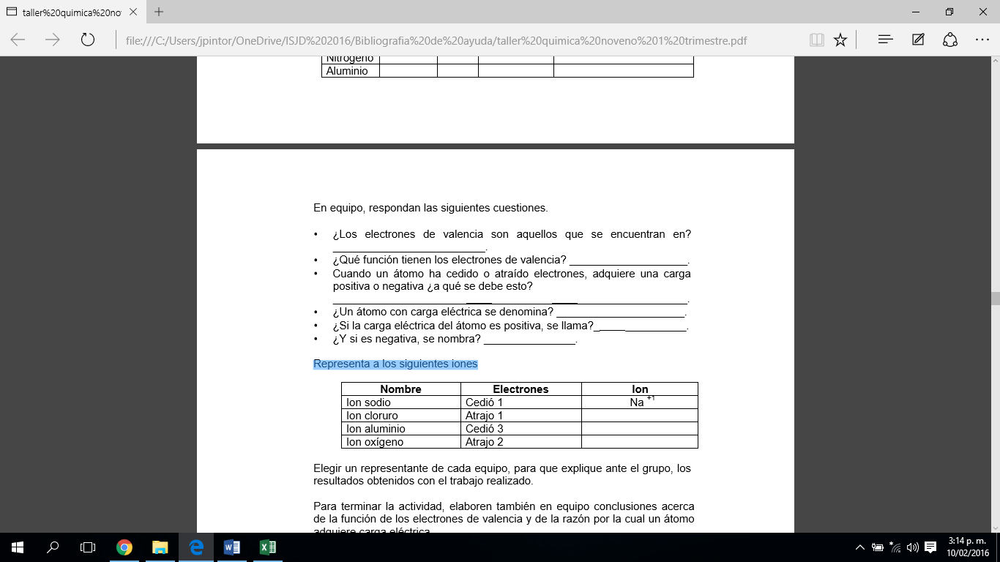 taller%20quimica%20no
file:///C:/Users/jpintor/OneDrive/ISJD%202016/Bibliografia%20de%20ayuda/taller%20quimica%20noveno%201%20trimestre.pdf
Nitrógeno
Aluminio
En equipo, respondan las siguientes cuestiones.
• ¿Los electrones de valencia son aquellos que se encuentran en?
_________________________.
• ¿Qué función tienen los electrones de valencia? ___________________.
• Cuando un átomo ha cedido o atraído electrones, adquiere una carga
positiva o negativa ¿a qué se debe esto?
__________________________________________________________.
• ¿Un átomo con carga eléctrica se denomina? _____________________.
• ¿Si la carga eléctrica del átomo es positiva, se llama?_______________.
• ¿Y si es negativa, se nombra? _______________.
Representa a los siguientes iones
Nombre Electrones Ion
Ion sodio Cedió 1 Na +1
Ion cloruro Atrajo 1
Ion aluminio Cedió 3
Ion oxígeno Atrajo 2
Elegir un representante de cada equipo, para que explique ante el grupo, los
resultados obtenidos con el trabajo realizado.
Para terminar la actividad, elaboren también en equipo conclusiones acerca
de la función de los electrones de valencia y de la razón por la cual un átomo
adquiere carga eléctrica
3:14 p. m.
10/02/2016